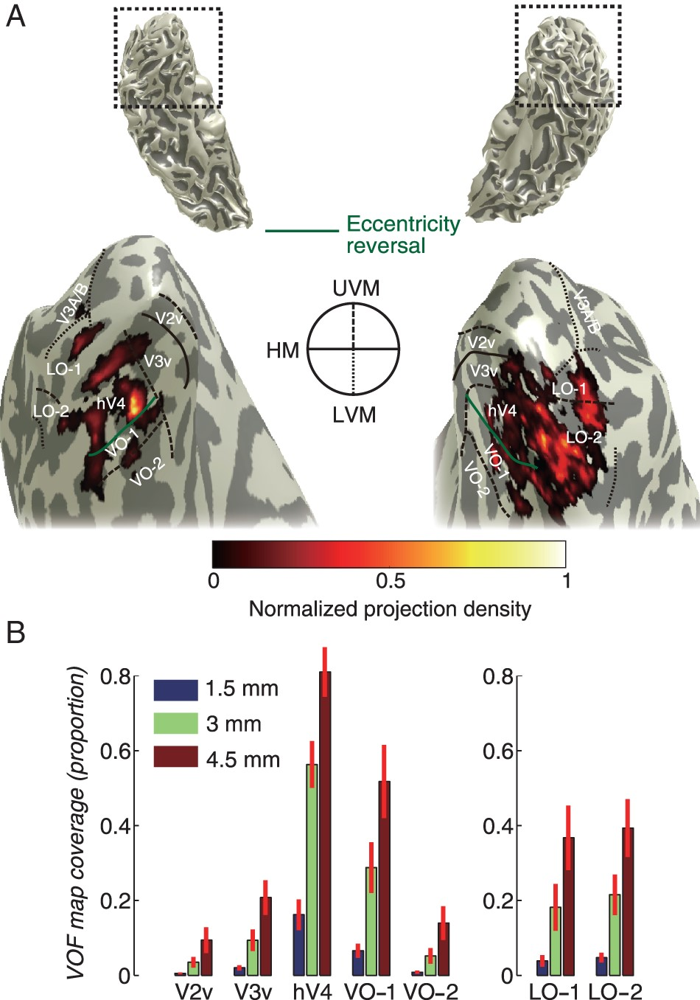 A
Eccentricity
reversal
UVM
HM
LVM
V3A/B
V2v
V3v
LO-1
LO-2
hV4
VO-1
VO-2
V3A/B
V2v
V3v
LO-1
hV4
LO-2
VO-1
VO-2
0 0.5 1
Normalized projection density
B
VOF map coverage (proportion)
0.8
0.6
0.4
0.2
0
1.5 mm
3 mm
4.5 mm
V2v V3v hV4 VO-1 VO-2
0.8
0.6
0.4
0.2
0
LO-1 LO-2